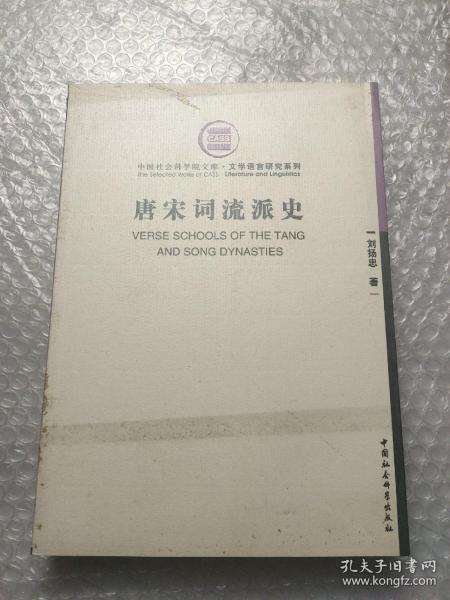 CASS
中国社会科学院文库·文学语言研究系列
The Selected Works of CASS Literature and Linguistics
唐宋词流派史
VERSE SCHOOLS OF THE TANG
AND SONG DYNASTIES
刘扬忠 著
中国社会科学出版社
孔夫子旧书网
www.kongfz.com